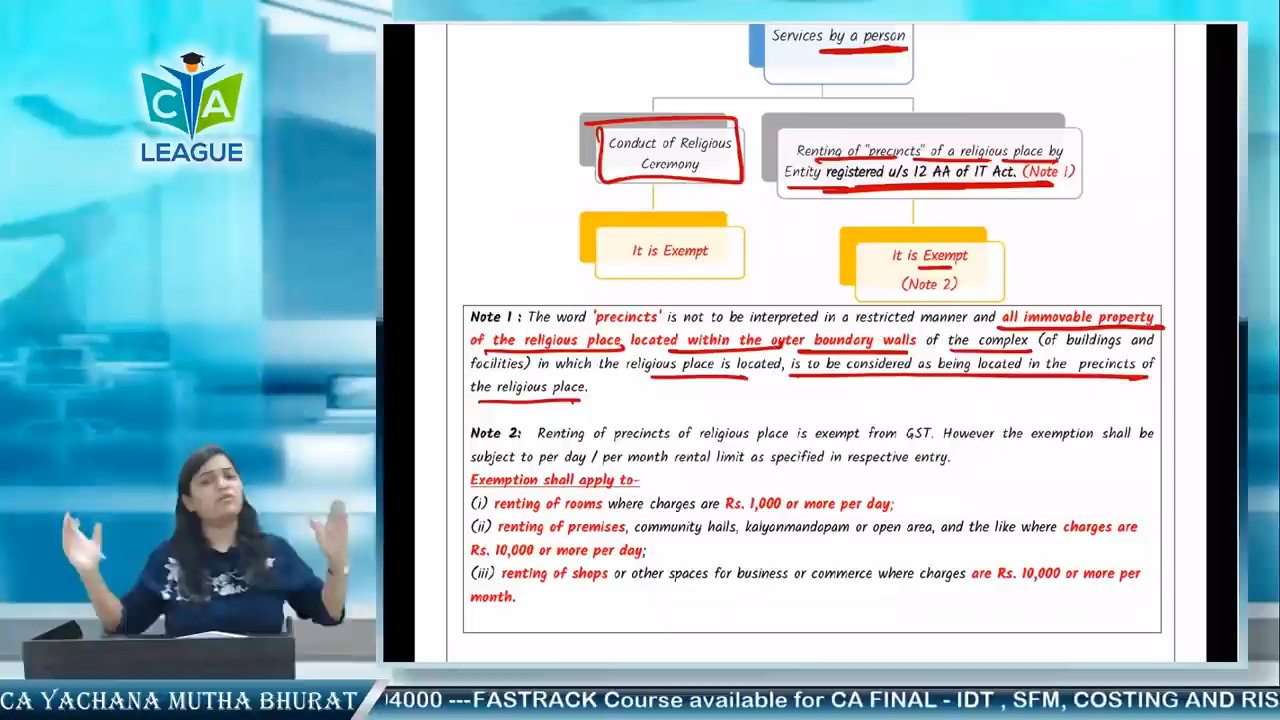 CA
LEAGUE
Services by a person
Conduct of Religious
Ceremony
Renting of "precincts" of a religious place by
Entity registered u/s 12 AA of IT Act. (Note 1)
It is Exempt
It is Exempt
(Note 2)
Note 1 : The word 'precincts' is not to be interpreted in a restricted manner and all immovable property
of the religious place located within the outer boundary walls of the complex (of buildings and
facilities) in which the religious place is located, is to be considered as being located in the precincts of
the religious place.
Note 2: Renting of precincts of religious place is exempt from GST. However the exemption shall be
subject to per day / per month rental limit as specified in respective entry.
Exemption shall apply to-
(i) renting of rooms where charges are Rs. 1,000 or more per day;
(ii) renting of premises, community halls, kalyanmandapam or open area, and the like where charges are
Rs. 10,000 or more per day;
(iii) renting of shops or other spaces for business or commerce where charges are Rs. 10,000 or more per
month.
CA YACHANA MUTHA BHURAT
4000 ---FASTRACK Course available for CA FINAL - IDT , SFM, COSTING AND RIS